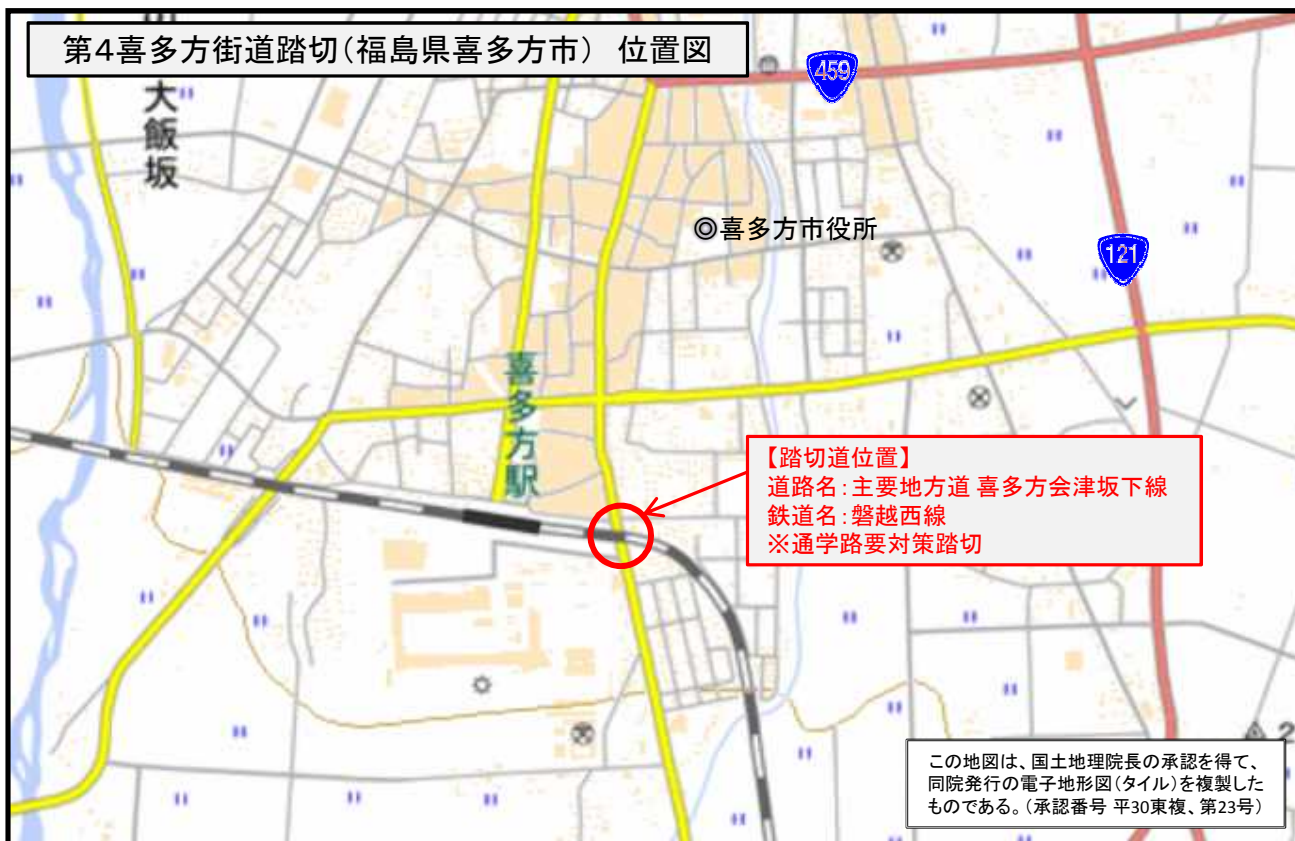 第4喜多方街道踏切(福島県喜多方市) 位置図
459
大飯坂
◎喜多方市役所
121
喜多方駅
【踏切道位置】
道路名:主要地方道 喜多方会津坂下線
鉄道名:磐越西線
※通学路要対策踏切
2
この地図は、国土地理院長の承認を得て、
同院発行の電子地形図(タイル)を複製した
ものである。(承認番号 平30東複、第23号)